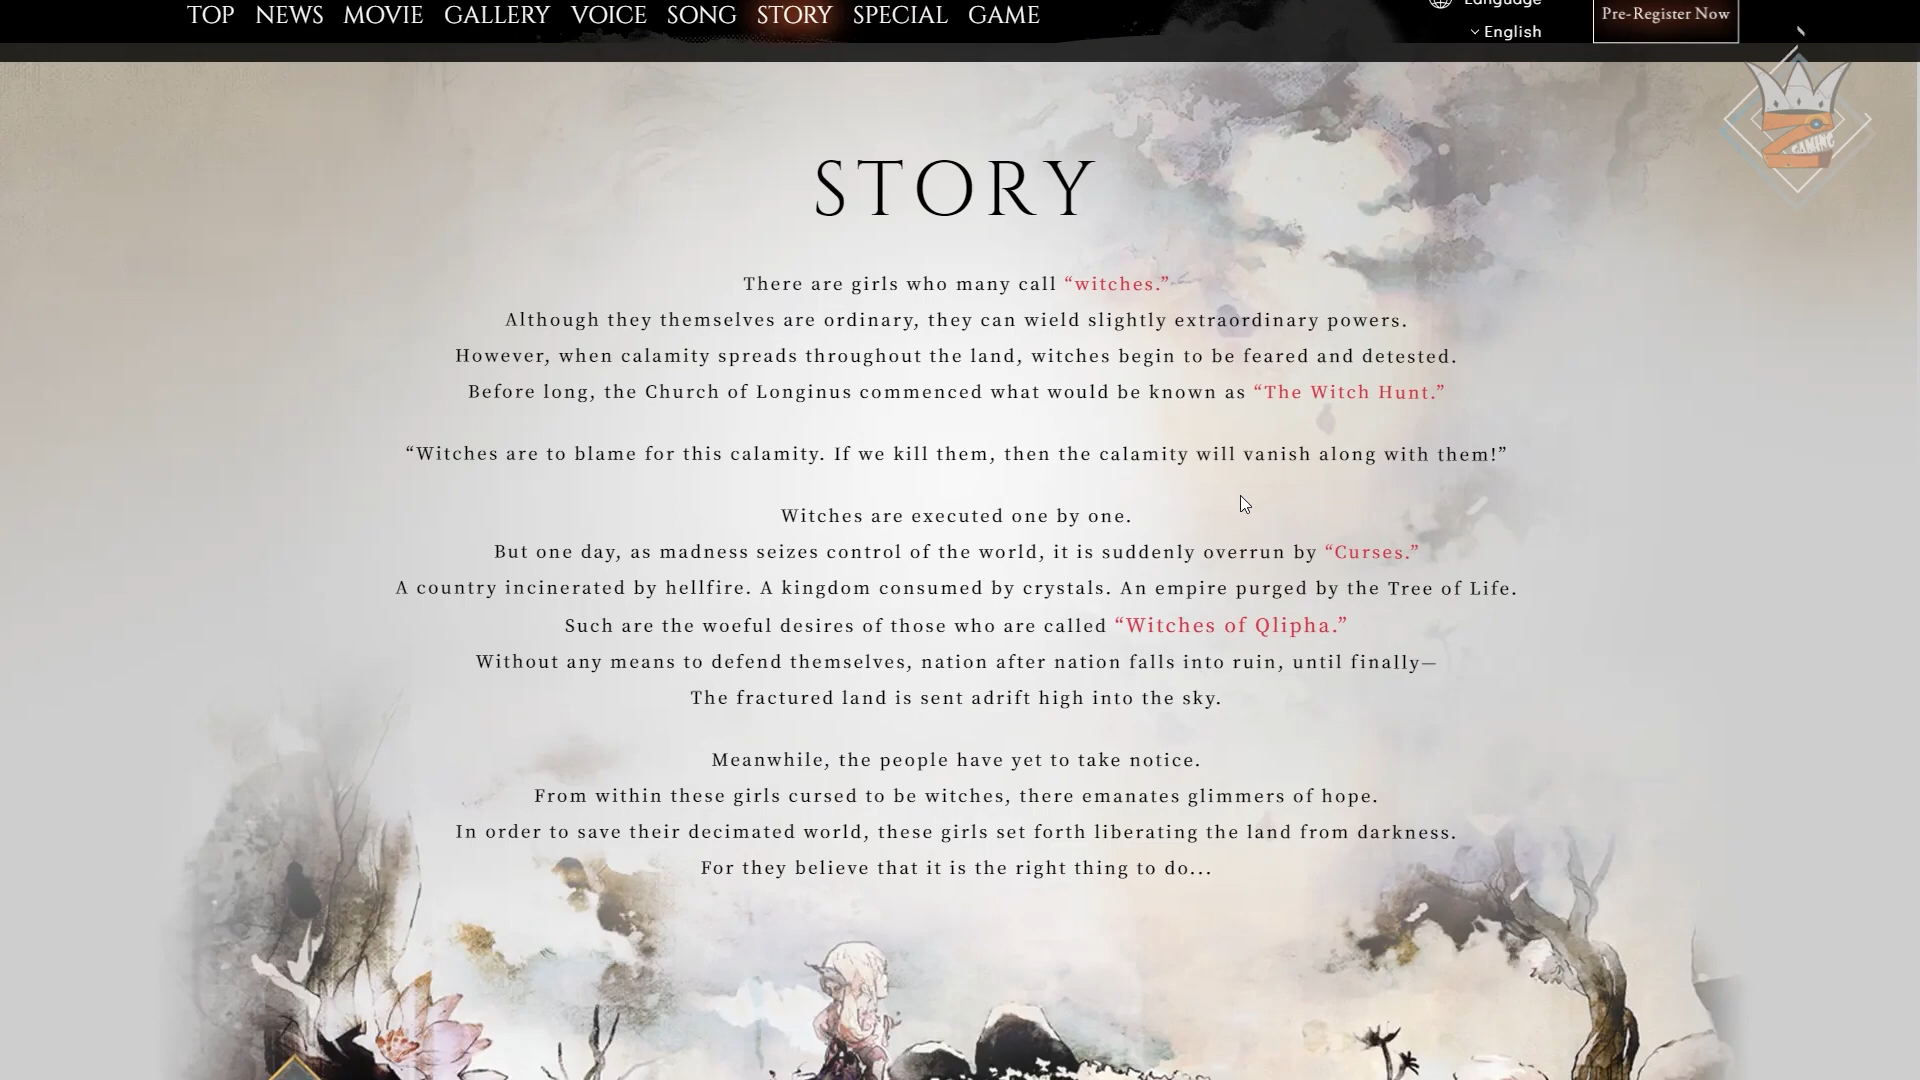 TOP NEWS MOVIE GALLERY VOICE SONG STORY SPECIAL GAME
Language
English
Pre-Register Now
GAMING
STORY
There are girls who many call “witches.”
Although they themselves are ordinary, they can wield slightly extraordinary powers.
However, when calamity spreads throughout the land, witches begin to be feared and detested.
Before long, the Church of Longinus commenced what would be known as “The Witch Hunt.”
“Witches are to blame for this calamity. If we kill them, then the calamity will vanish along with them!”
Witches are executed one by one.
But one day, as madness seizes control of the world, it is suddenly overrun by “Curses.”
A country incinerated by hellfire. A kingdom consumed by crystals. An empire purged by the Tree of Life.
Such are the woeful desires of those who are called “Witches of Qlipha.”
Without any means to defend themselves, nation after nation falls into ruin, until finally—
The fractured land is sent adrift high into the sky.
Meanwhile, the people have yet to take notice.
From within these girls cursed to be witches, there emanates glimmers of hope.
In order to save their decimated world, these girls set forth liberating the land from darkness.
For they believe that it is the right thing to do...